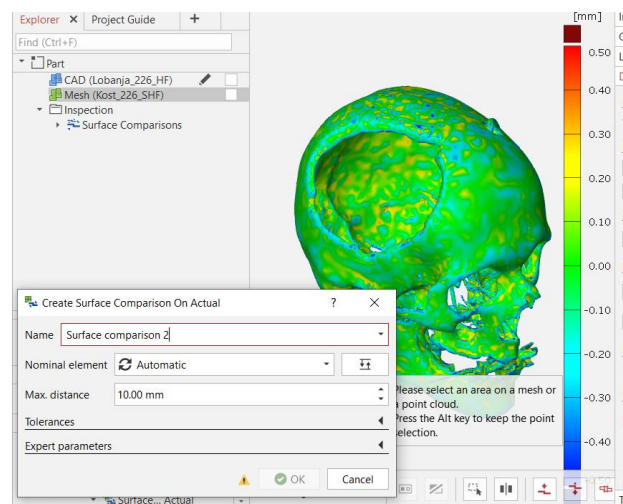 Explorer × Project Guide +
Find (Ctrl+F)
Part
CAD (Lobanja_226_HF)
Mesh (Kost_226_SHF)
Inspection
Surface Comparisons
[mm]
0.50
0.40
0.30
0.20
0.10
0.00
-0.10
-0.20
-0.30
-0.40
Create Surface Comparison On Actual ? ×
Name Surface comparison 2
Nominal element Automatic
Max. distance 10.00 mm
Tolerances
Expert parameters
OK Cancel
Please select an area on a mesh or
a point cloud.
Press the Alt key to keep the point
selection.
Surface... Actual